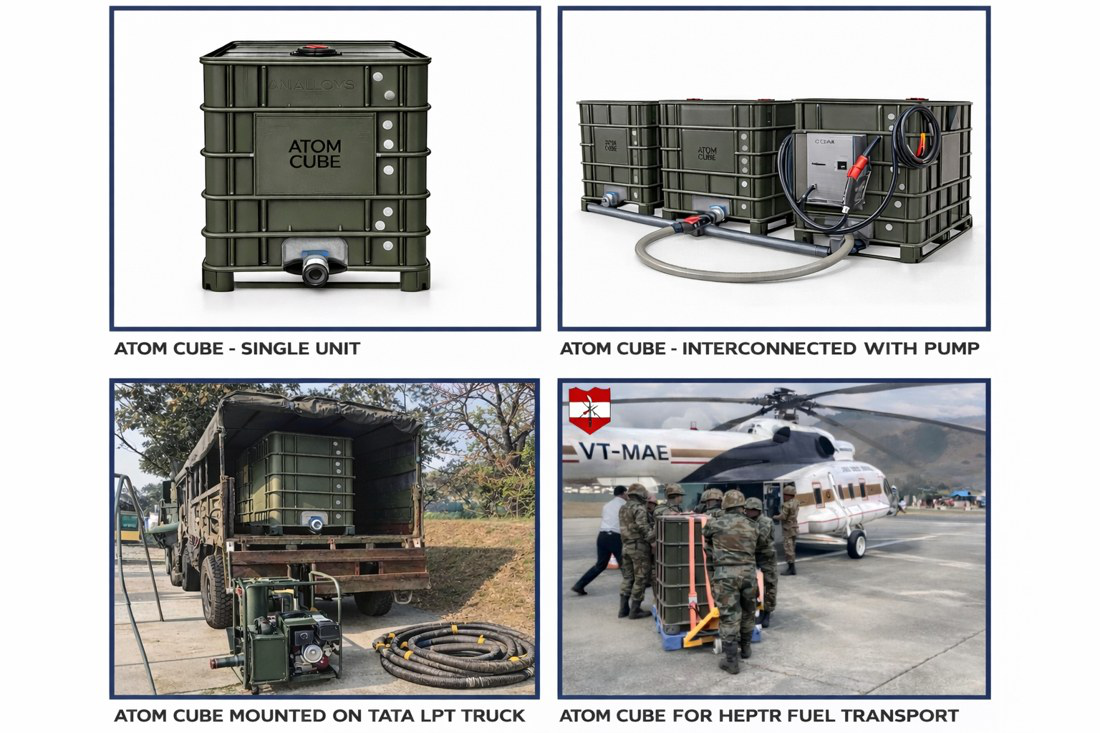 ATOM
CUBE
ATOM CUBE - SINGLE UNIT
ATOM
CUBE
ATOM CUBE - INTERCONNECTED WITH PUMP
ATOM CUBE MOUNTED ON TATA LPT TRUCK
VT-MAE
ATOM CUBE FOR HEPTR FUEL TRANSPORT